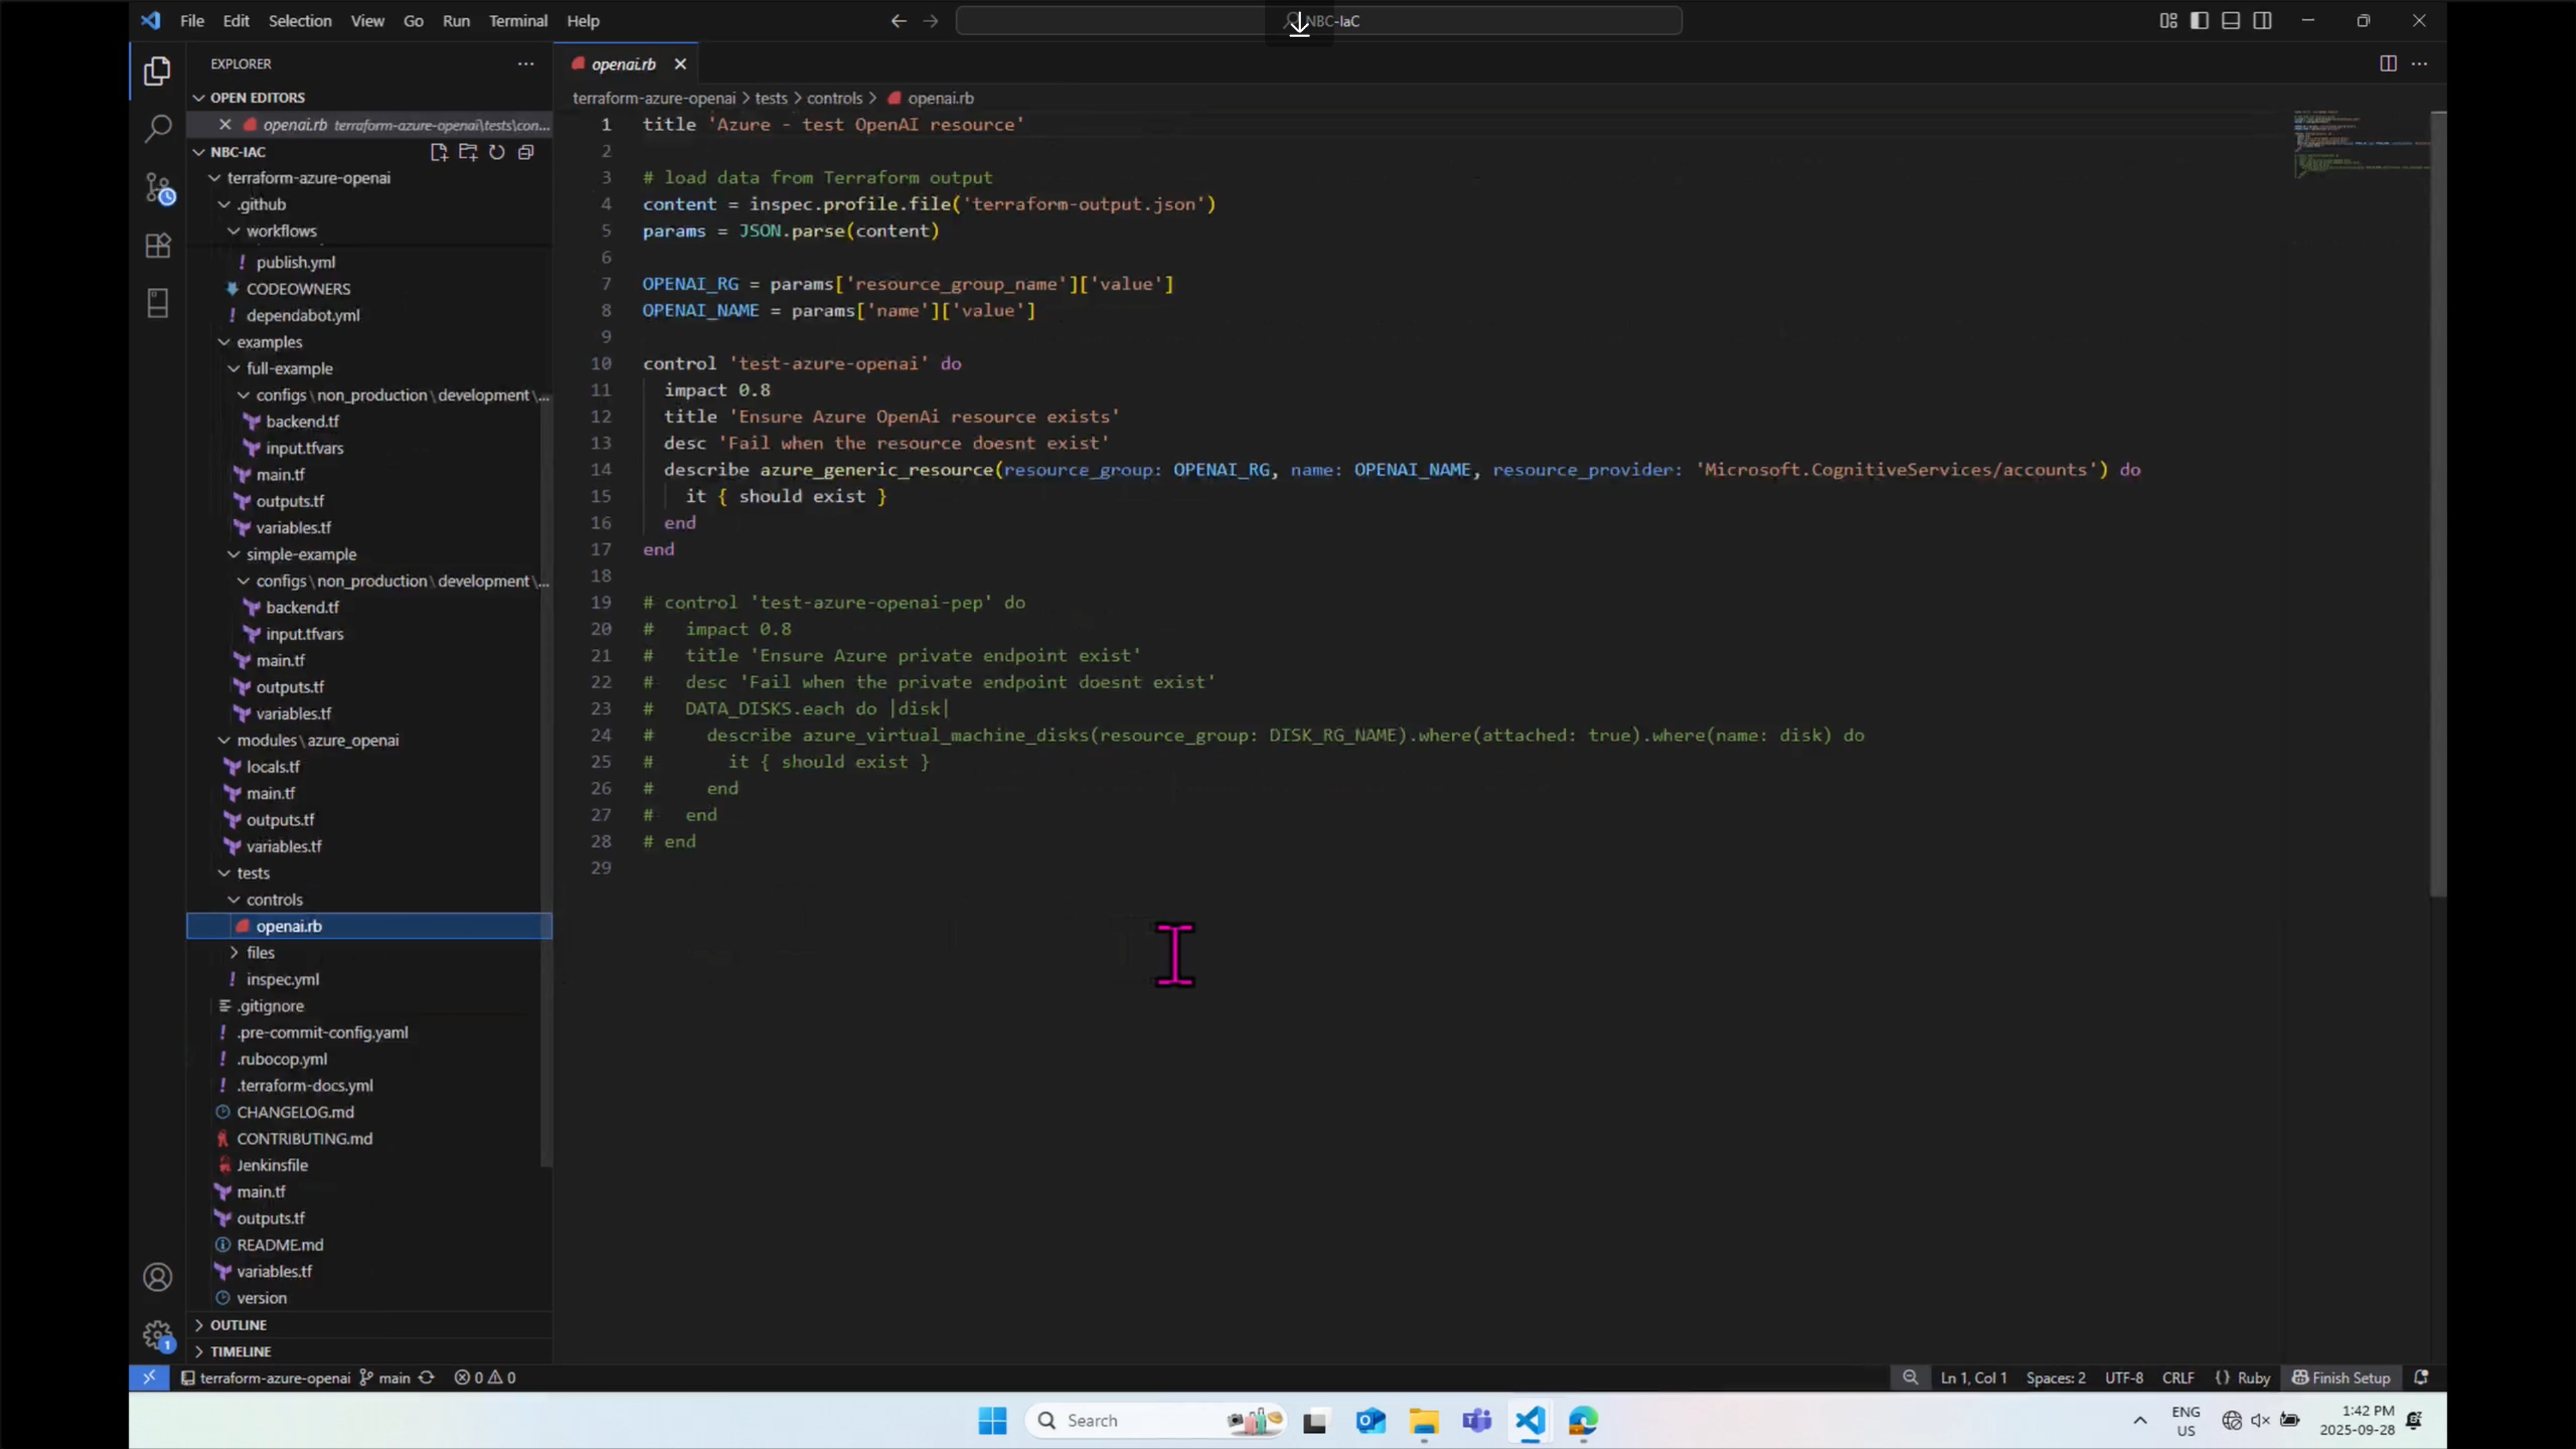 File Edit Selection View Go Run Terminal Help
NBC-IaC
EXPLORER
OPEN EDITORS
openai.rb terraform-azure-openai\tests\con...
NBC-IAC
terraform-azure-openai
.github
workflows
publish.yml
CODEOWNERS
dependabot.yml
examples
full-example
configs\non_production\development\...
backend.tf
input.tfvars
main.tf
outputs.tf
variables.tf
simple-example
configs\non_production\development\...
backend.tf
input.tfvars
main.tf
outputs.tf
variables.tf
modules\azure_openai
locals.tf
main.tf
outputs.tf
variables.tf
tests
controls
openai.rb
files
inspec.yml
.gitignore
.pre-commit-config.yaml
.rubocop.yml
.terraform-docs.yml
CHANGELOG.md
CONTRIBUTING.md
Jenkinsfile
main.tf
outputs.tf
README.md
variables.tf
version
OUTLINE
TIMELINE
openai.rb
terraform-azure-openai > tests > controls > openai.rb
1 title 'Azure - test OpenAI resource'
2
3 # load data from Terraform output
4 content = inspec.profile.file('terraform-output.json')
5 params = JSON.parse(content)
6
7 OPENAI_RG = params['resource_group_name']['value']
8 OPENAI_NAME = params['name']['value']
9
10 control 'test-azure-openai' do
11 impact 0.8
12 title 'Ensure Azure OpenAi resource exists'
13 desc 'Fail when the resource doesnt exist'
14 describe azure_generic_resource(resource_group: OPENAI_RG, name: OPENAI_NAME, resource_provider: 'Microsoft.CognitiveServices/accounts') do
15 it { should exist }
16 end
17 end
18
19 # control 'test-azure-openai-pep' do
20 # impact 0.8
21 # title 'Ensure Azure private endpoint exist'
22 # desc 'Fail when the private endpoint doesnt exist'
23 # DATA_DISKS.each do |disk|
24 # describe azure_virtual_machine_disks(resource_group: DISK_RG_NAME).where(attached: true).where(name: disk) do
25 # it { should exist }
26 # end
27 # end
28 # end
29
terraform-azure-openai main 0 0
Ln 1, Col 1 Spaces: 2 UTF-8 CRLF {} Ruby Finish Setup
1
Search
ENG
US
1:42 PM
2025-09-28